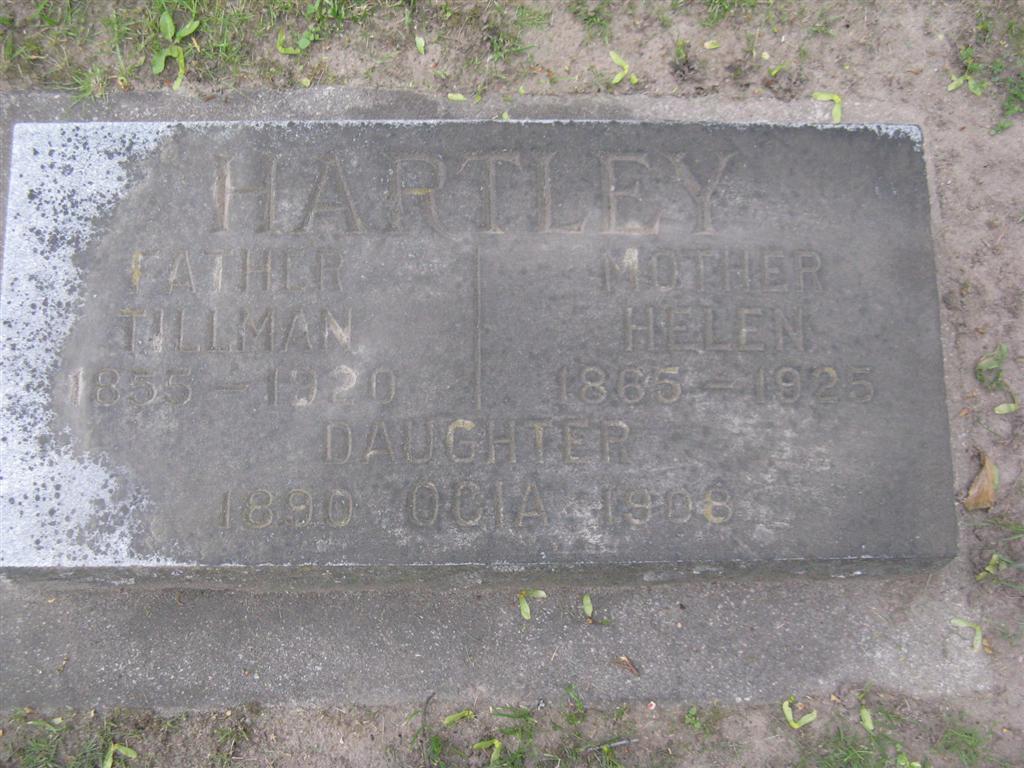 HARTLEY
FATHER MOTHER
TILLMAN HELEN
1855 – 1920 1865 – 1925
DAUGHTER
1890 OCIA 1908